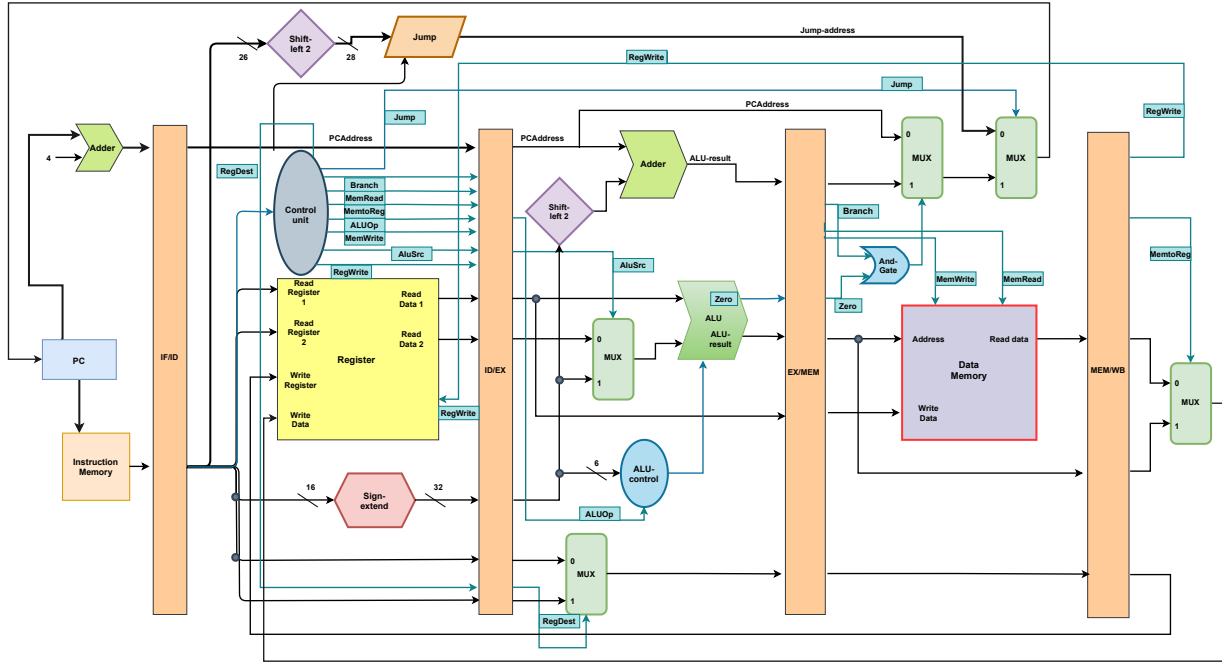 Shift-
left 2
26
28
Jump
Jump-address
RegWrite
Jump
RegWrite
PCAddress
Jump
Adder
4
PCAddress
PCAddress
Adder
ALU-result
0
MUX
1
0
MUX
1
RegDest
Control
unit
Branch
MemRead
MemtoReg
ALUOp
MemWrite
AluSrc
RegWrite
Shift-
left 2
AluSrc
Branch
And-
Gate
MemWrite
MemRead
Zero
MemtoReg
Read
Register
1
Read
Data 1
Read
Register
2
Read
Data 2
Register
Write
Register
Write
Data
RegWrite
PC
IF/ID
ID/EX
EX/MEM
MEM/WB
0
MUX
1
Zero
ALU
ALU-
result
Address
Read data
Data
Memory
Write
Data
0
MUX
1
Instruction
Memory
16
Sign-
extend
32
6
ALU-
control
ALUOp
0
MUX
1
RegDest